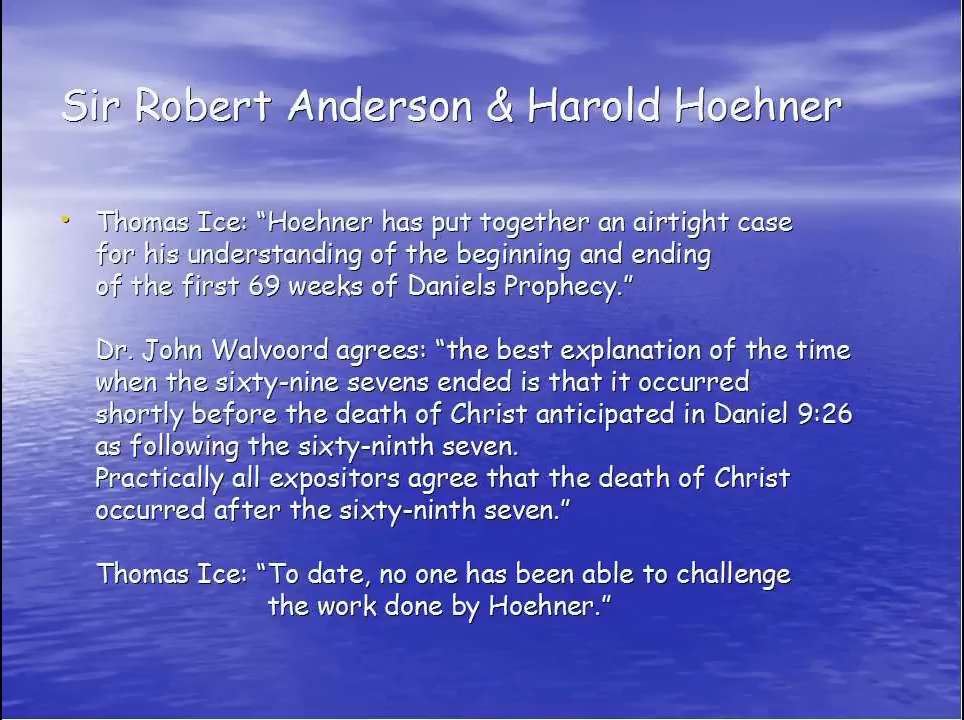 Sir Robert Anderson & Harold Hoehner
• Thomas Ice: “Hoehner has put together an airtight case
for his understanding of the beginning and ending
of the first 69 weeks of Daniels Prophecy.”
Dr. John Walvoord agrees: “the best explanation of the time
when the sixty-nine sevens ended is that it occurred
shortly before the death of Christ anticipated in Daniel 9:26
as following the sixty-ninth seven.
Practically all expositors agree that the death of Christ
occurred after the sixty-ninth seven.”
Thomas Ice: “To date, no one has been able to challenge
the work done by Hoehner.”